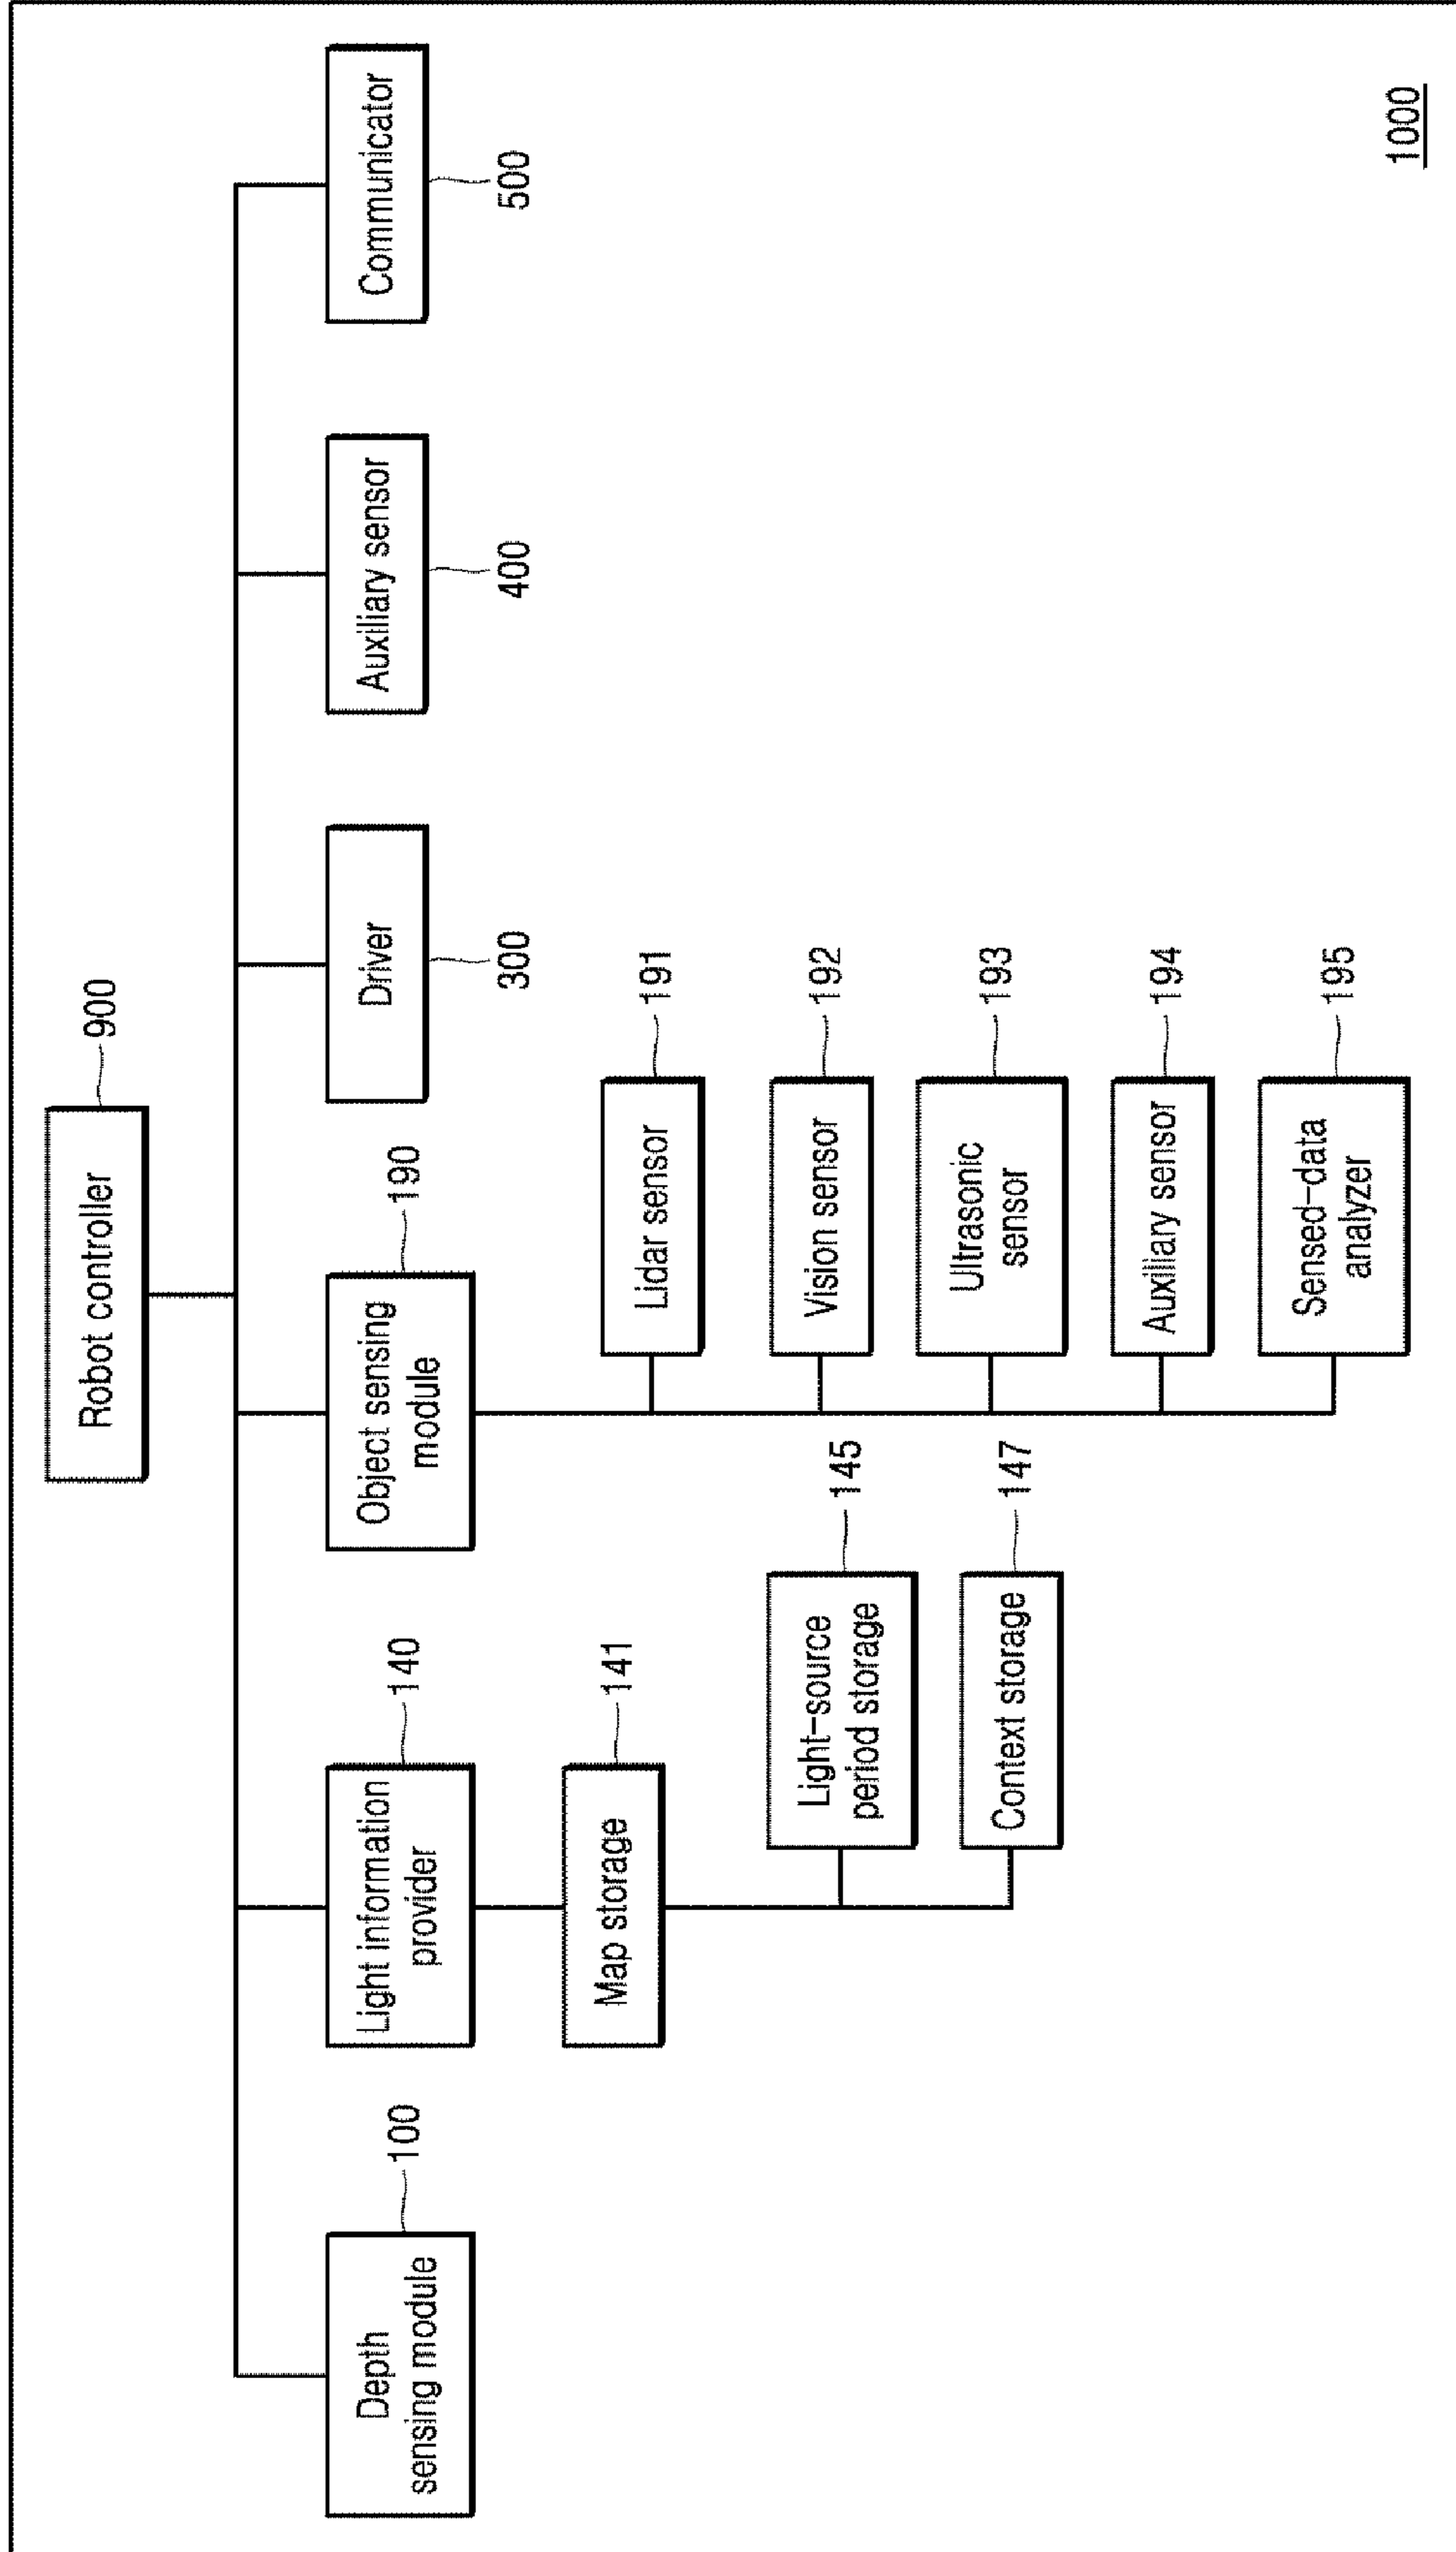 Robot controller
900
Depth
sensing module
100
Light information
provider
140
Object sensing
module
190
Driver
300
Auxiliary sensor
400
Communicator
500
Map storage
141
Light-source
period storage
145
Context storage
147
Lidar sensor
191
Vision sensor
192
Ultrasonic
sensor
193
Auxiliary sensor
194
Sensed-data
analyzer
195
1000